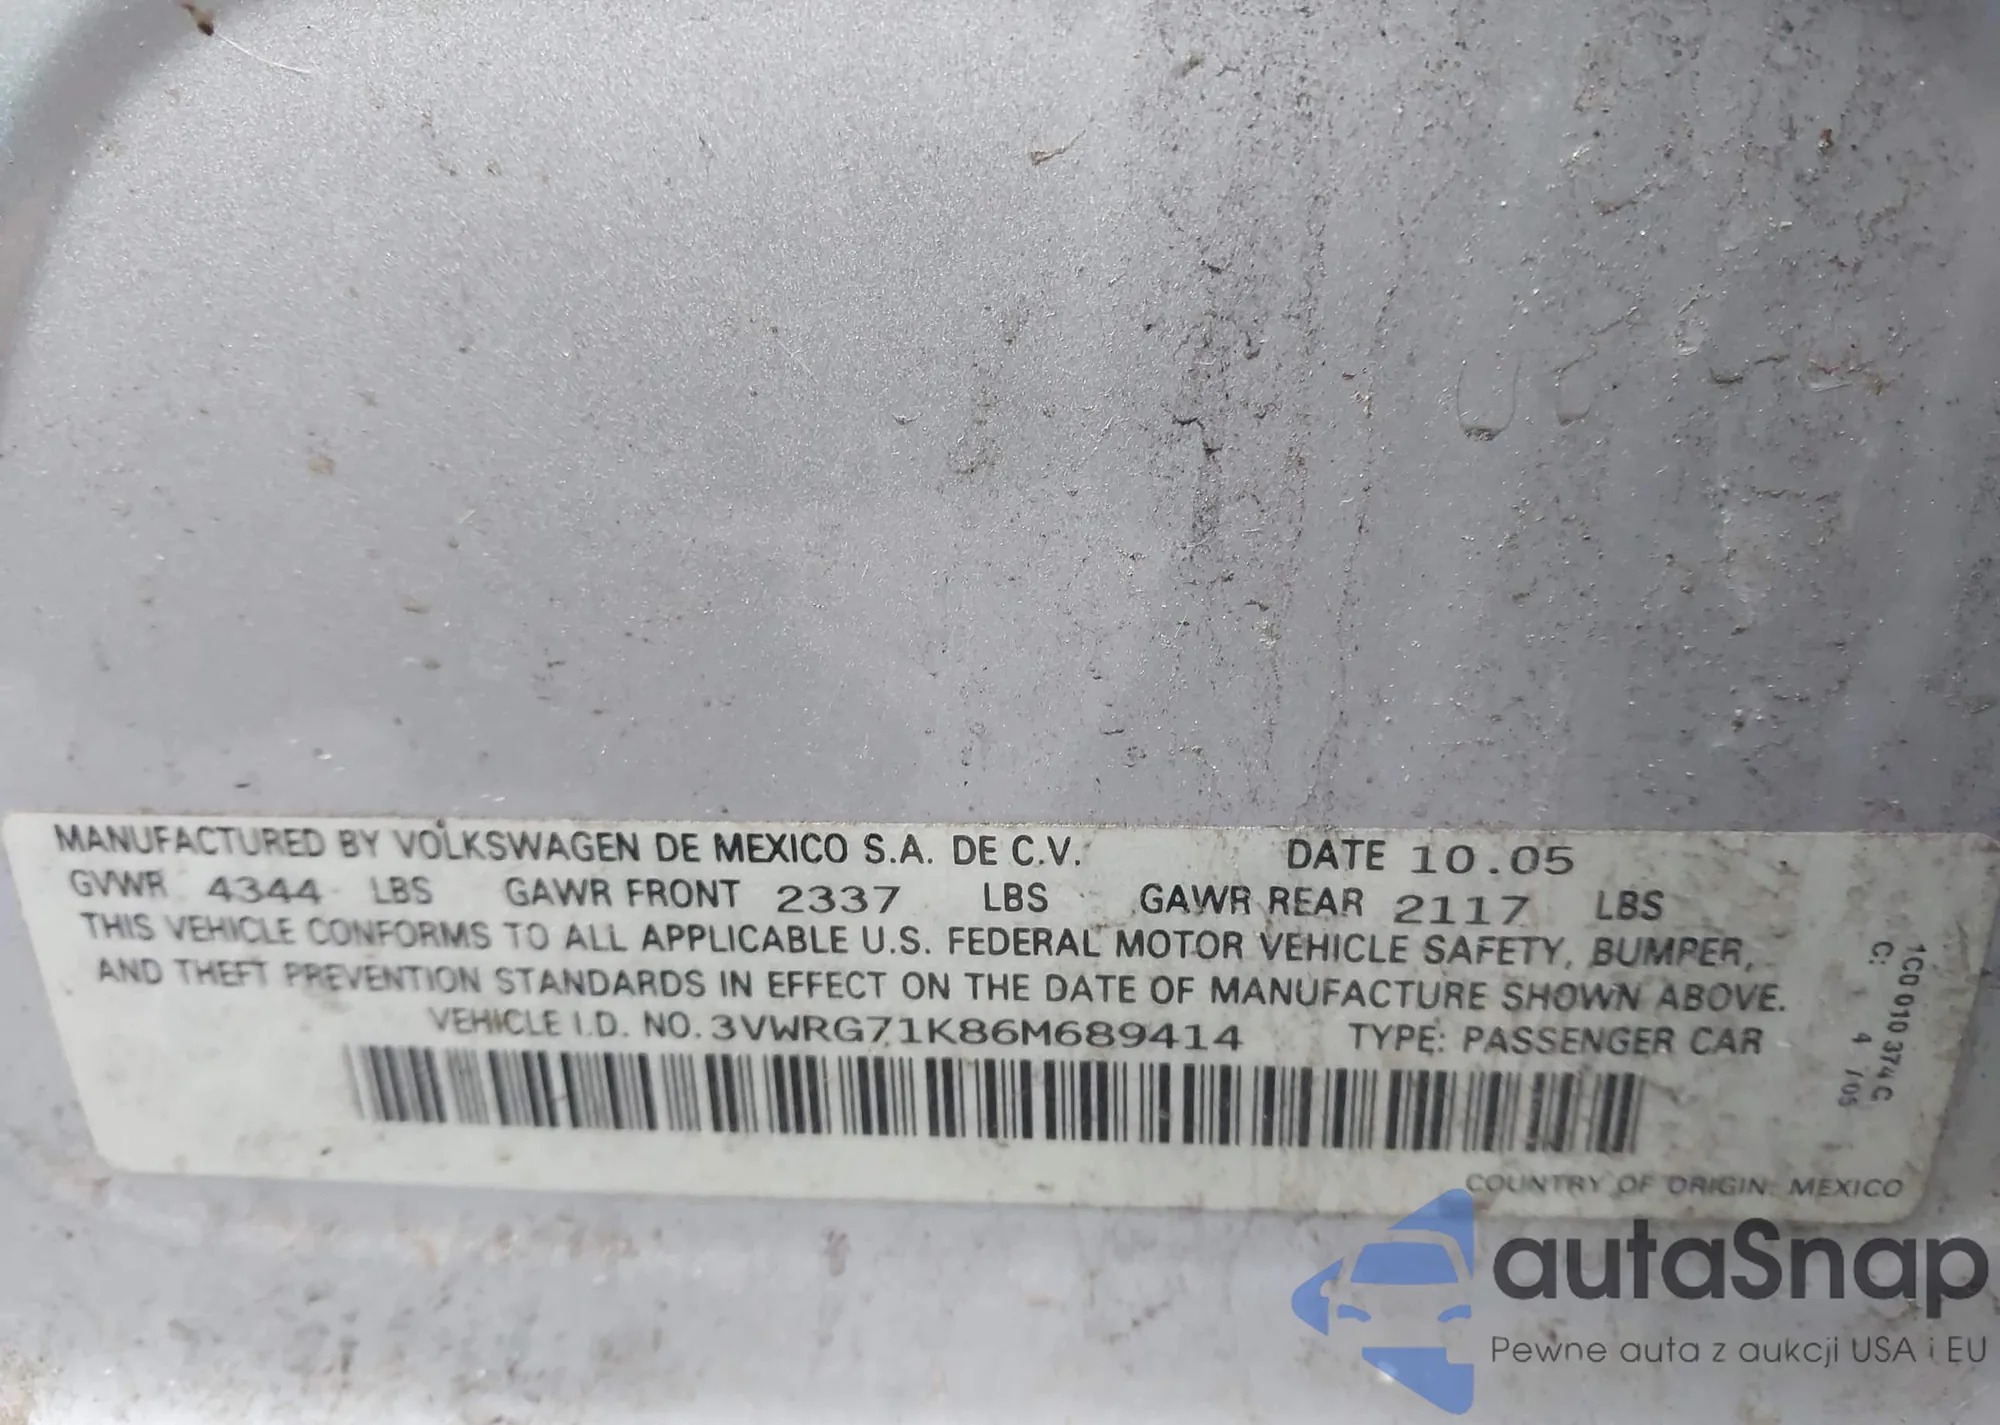 MANUFACTURED BY VOLKSWAGEN DE MEXICO S.A. DE C.V. DATE 10.05
GVWR 4344 LBS GAWR FRONT 2337 LBS GAWR REAR 2117 LBS
THIS VEHICLE CONFORMS TO ALL APPLICABLE U.S. FEDERAL MOTOR VEHICLE SAFETY, BUMPER,
AND THEFT PREVENTION STANDARDS IN EFFECT ON THE DATE OF MANUFACTURE SHOWN ABOVE.
VEHICLE I.D. NO. 3VWRG71K86M689414 TYPE: PASSENGER CAR
1C0 010 374 C
C: 4 /05
COUNTRY OF ORIGIN: MEXICO
autaSnap
Pewne auta z aukcji USA i EU